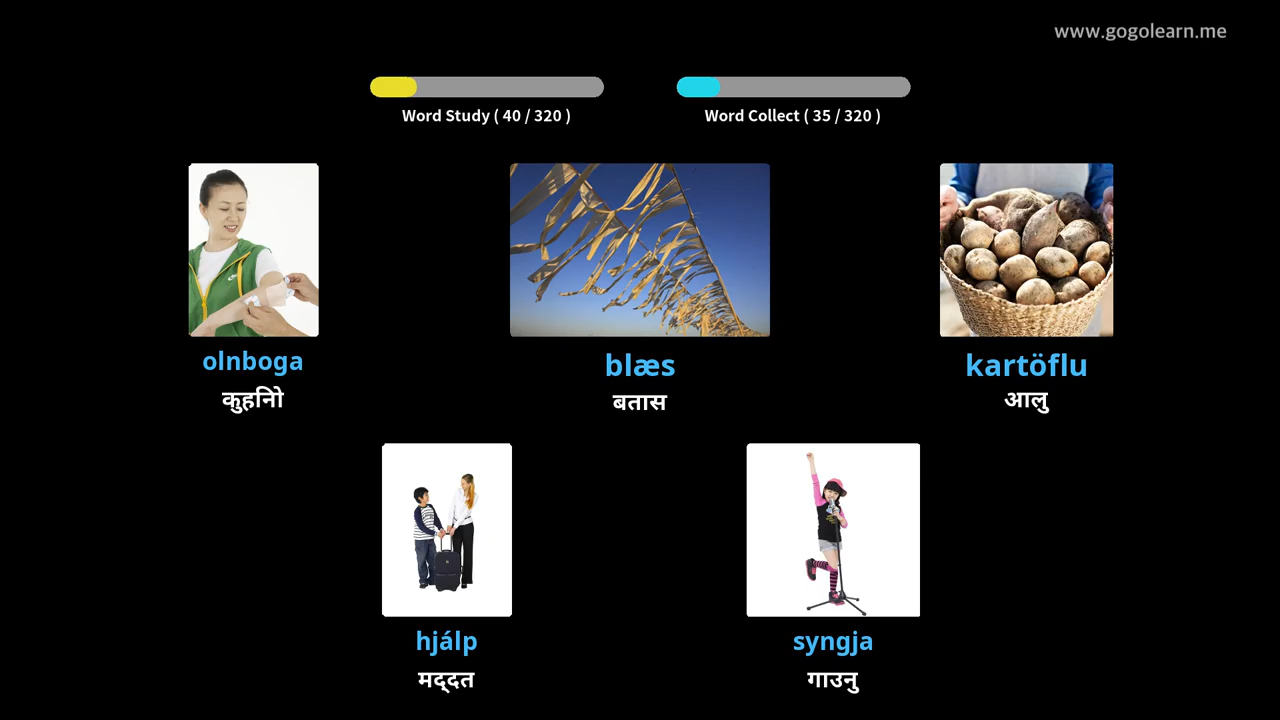 www.gogolearn.me
Word Study ( 40 / 320 )
Word Collect ( 35 / 320 )
olnboga
blæs
kartöflu
कुहिनो
बतास
आलु
hjálp
syngja
मद्दत
गाउनु